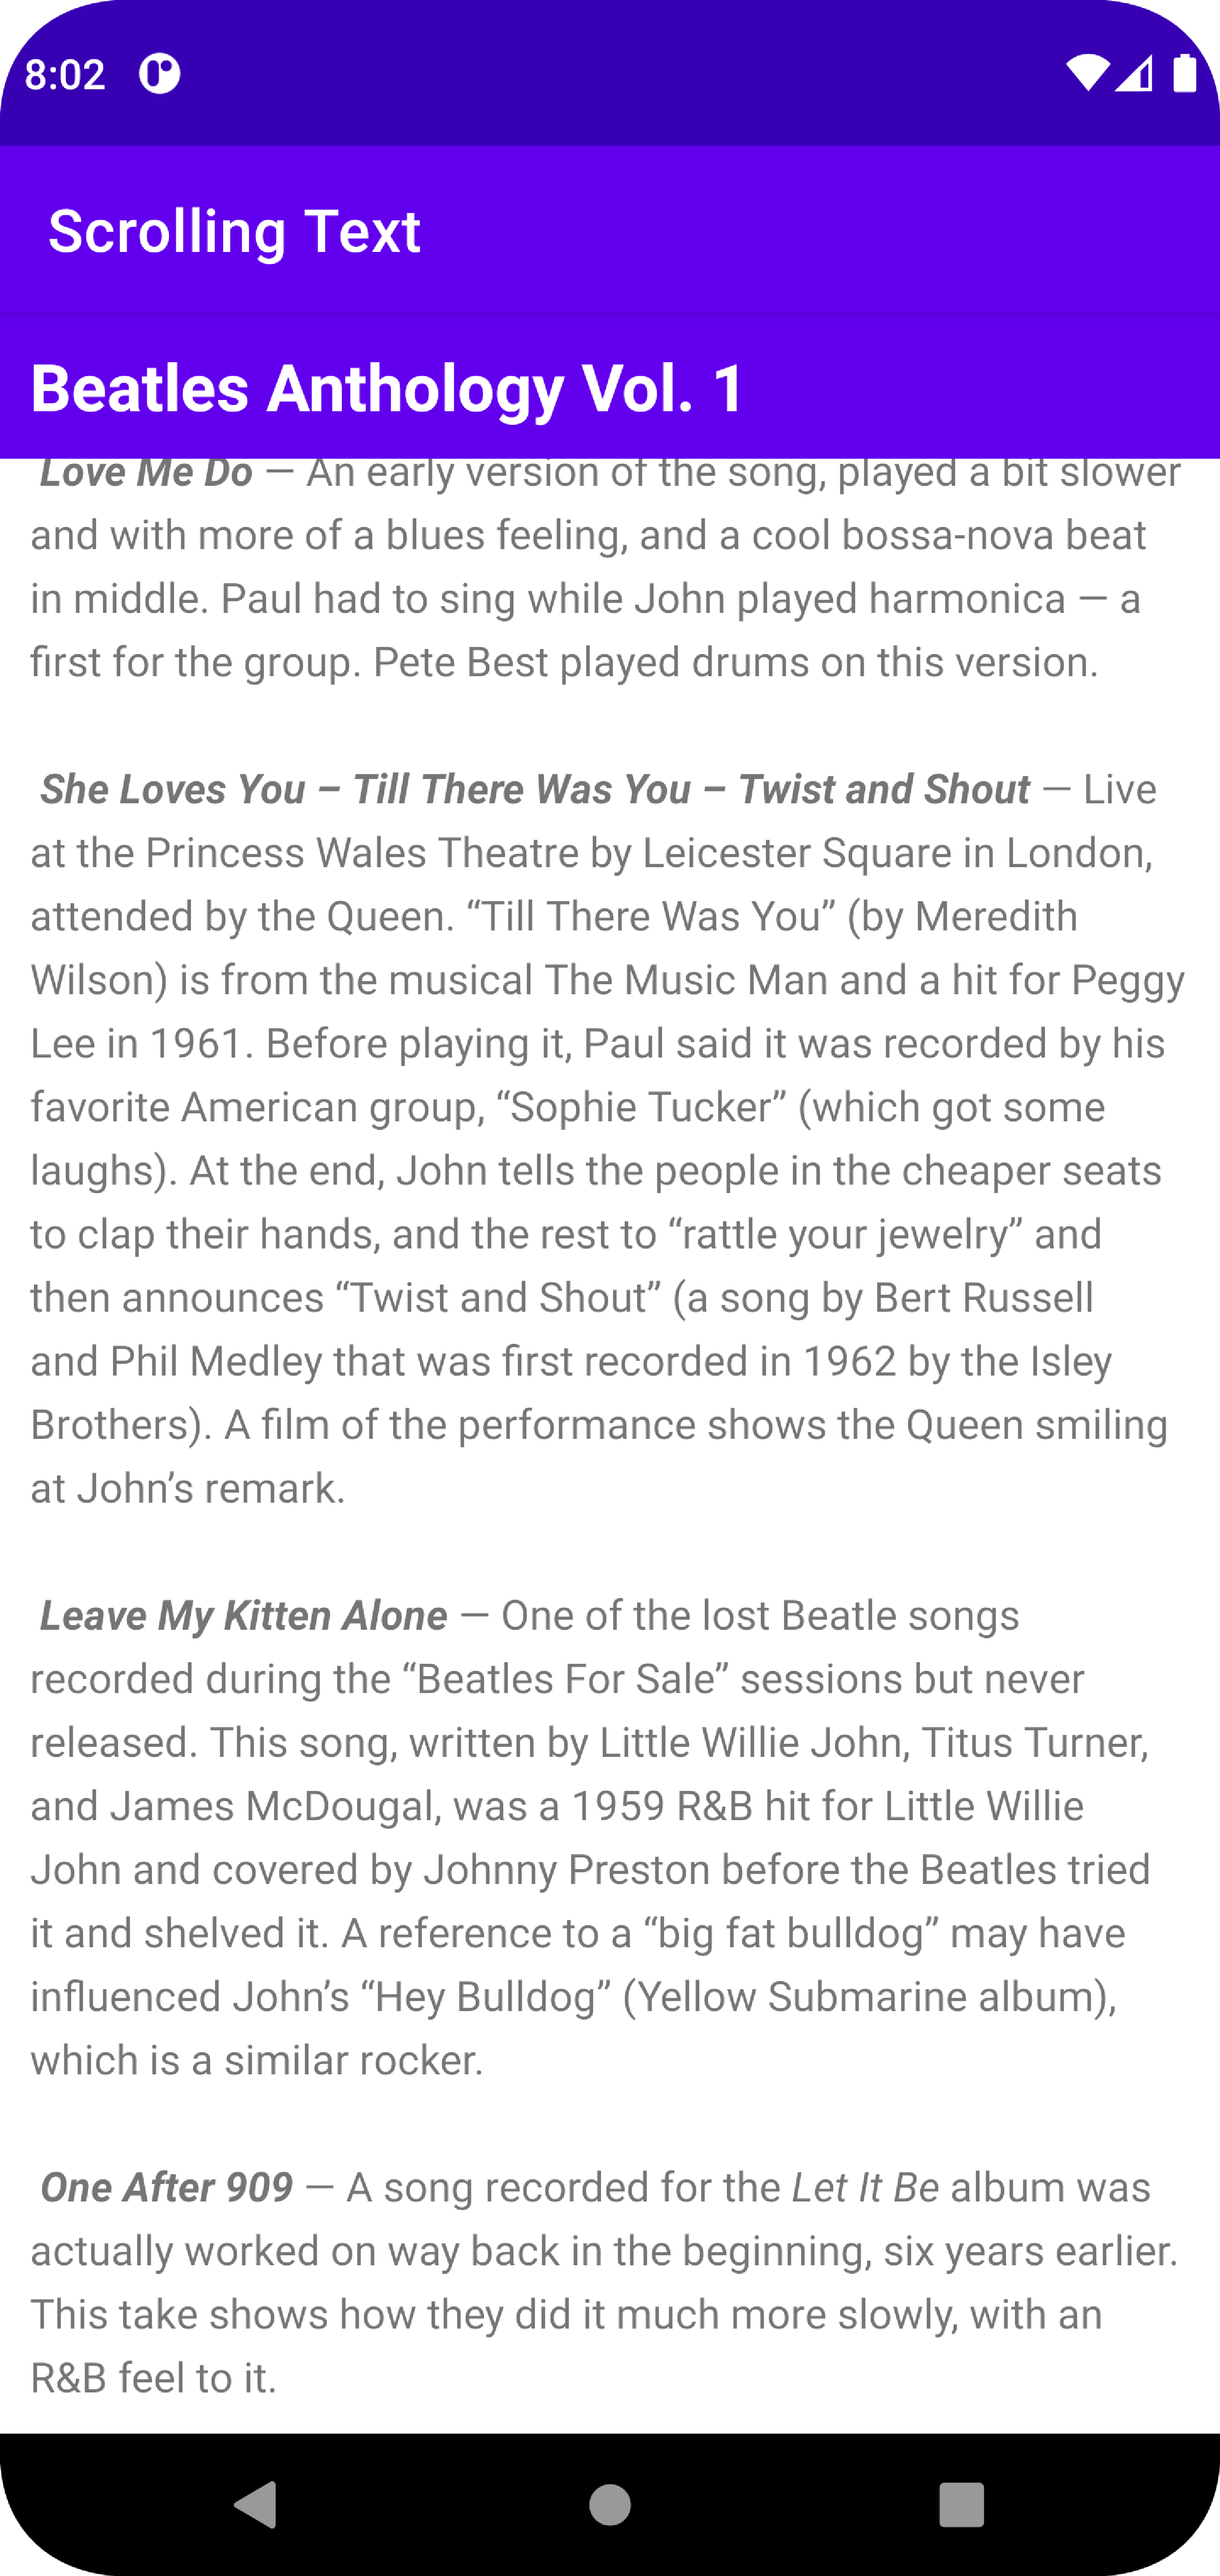 8:02
Scrolling Text
Beatles Anthology Vol. 1
Love Me Do — An early version of the song, played a bit slower
and with more of a blues feeling, and a cool bossa-nova beat
in middle. Paul had to sing while John played harmonica — a
first for the group. Pete Best played drums on this version.
She Loves You – Till There Was You – Twist and Shout — Live
at the Princess Wales Theatre by Leicester Square in London,
attended by the Queen. “Till There Was You” (by Meredith
Wilson) is from the musical The Music Man and a hit for Peggy
Lee in 1961. Before playing it, Paul said it was recorded by his
favorite American group, “Sophie Tucker” (which got some
laughs). At the end, John tells the people in the cheaper seats
to clap their hands, and the rest to “rattle your jewelry” and
then announces “Twist and Shout” (a song by Bert Russell
and Phil Medley that was first recorded in 1962 by the Isley
Brothers). A film of the performance shows the Queen smiling
at John’s remark.
Leave My Kitten Alone — One of the lost Beatle songs
recorded during the “Beatles For Sale” sessions but never
released. This song, written by Little Willie John, Titus Turner,
and James McDougal, was a 1959 R&B hit for Little Willie
John and covered by Johnny Preston before the Beatles tried
it and shelved it. A reference to a “big fat bulldog” may have
influenced John’s “Hey Bulldog” (Yellow Submarine album),
which is a similar rocker.
One After 909 — A song recorded for the Let It Be album was
actually worked on way back in the beginning, six years earlier.
This take shows how they did it much more slowly, with an
R&B feel to it.